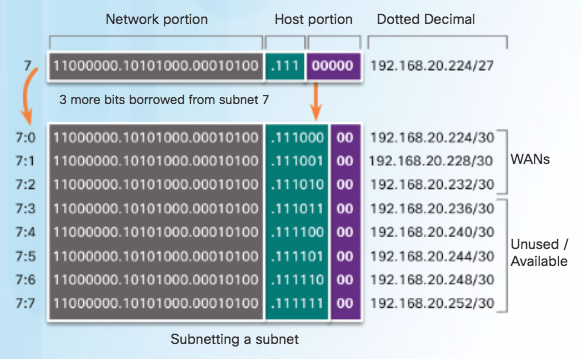 Network portion Host portion Dotted Decimal
7 11000000.10101000.00010100 .111 00000 192.168.20.224/27
3 more bits borrowed from subnet 7
7:0 11000000.10101000.00010100 .111000 00 192.168.20.224/30
7:1 11000000.10101000.00010100 .111001 00 192.168.20.228/30
WANs
7:2 11000000.10101000.00010100 .111010 00 192.168.20.232/30
7:3 11000000.10101000.00010100 .111011 00 192.168.20.236/30
7:4 11000000.10101000.00010100 .111100 00 192.168.20.240/30
7:5 11000000.10101000.00010100 .111101 00 192.168.20.244/30
Unused /
Available
7:6 11000000.10101000.00010100 .111110 00 192.168.20.248/30
7:7 11000000.10101000.00010100 .111111 00 192.168.20.252/30
Subnetting a subnet